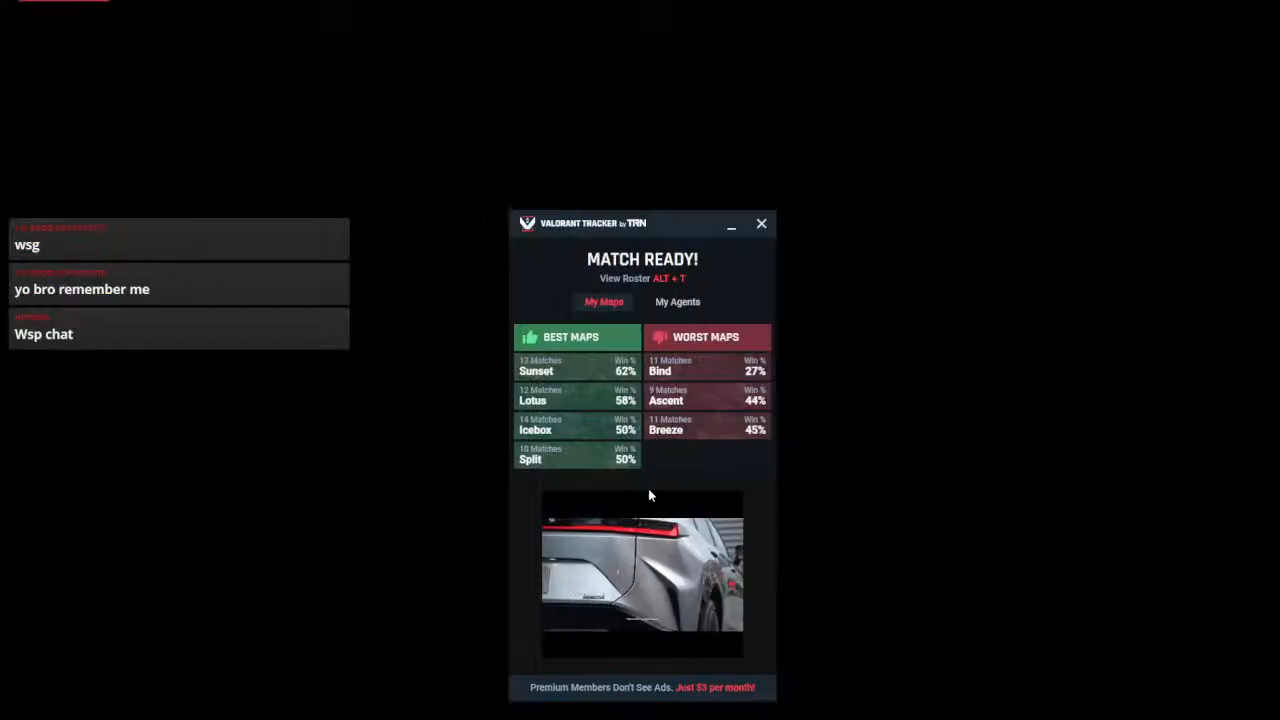 wsg
yo bro remember me
Wsp chat
VALORANT TRACKER by TRN
MATCH READY!
View Roster ALT + T
My Maps My Agents
BEST MAPS WORST MAPS
13 Matches Win % 11 Matches Win %
Sunset 62% Bind 27%
12 Matches Win % 9 Matches Win %
Lotus 58% Ascent 44%
14 Matches Win % 11 Matches Win %
Icebox 50% Breeze 45%
10 Matches Win %
Split 50%
Premium Members Don't See Ads. Just $3 per month!